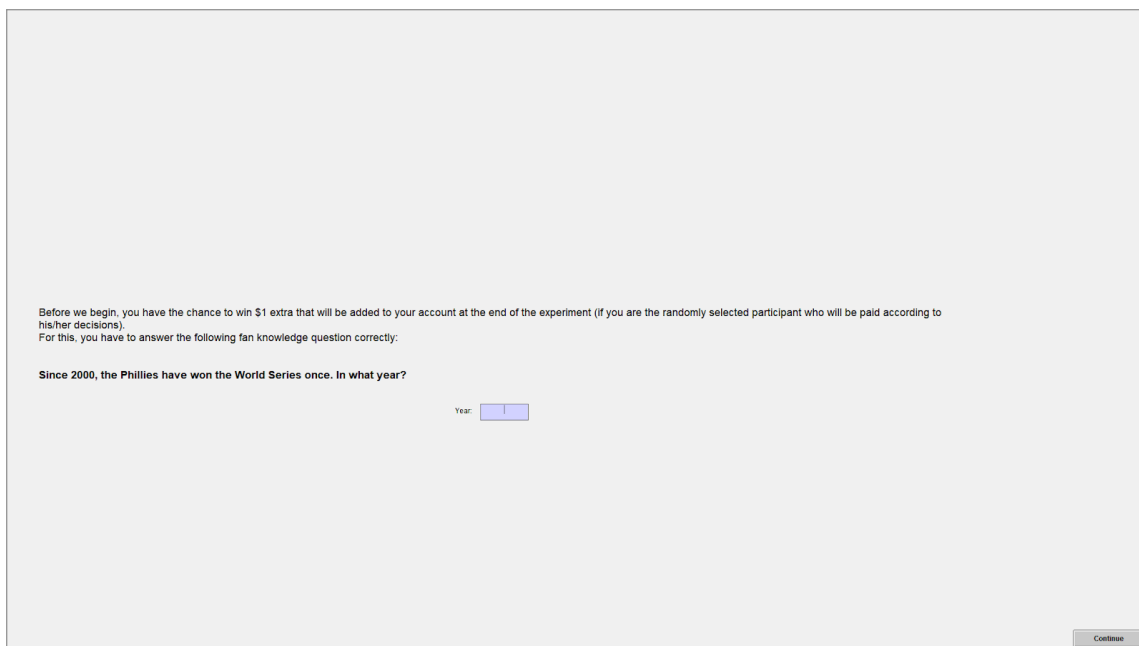 Before we begin, you have the chance to win $1 extra that will be added to your account at the end of the experiment (if you are the randomly selected participant who will be paid according to
his/her decisions).
For this, you have to answer the following fan knowledge question correctly:
Since 2000, the Phillies have won the World Series once. In what year?
Year:
Continue